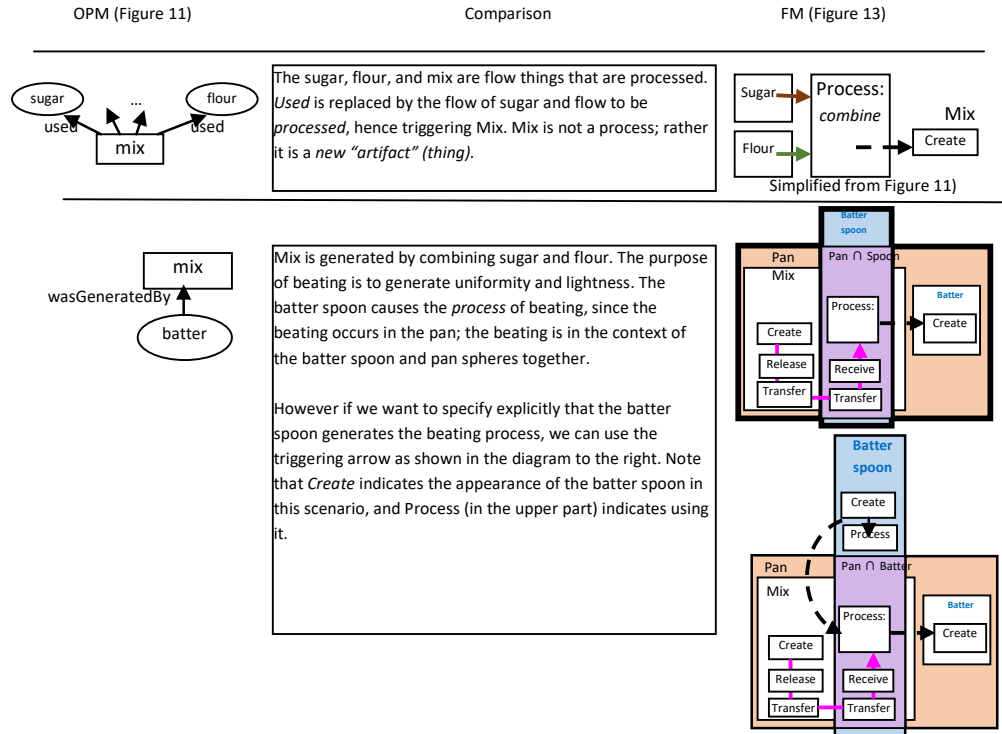 OPM (Figure 11)
Comparison
FM (Figure 13)
sugar
...
flour
used
used
mix
The sugar, flour, and mix are flow things that are processed.
Used is replaced by the flow of sugar and flow to be
processed, hence triggering Mix. Mix is not a process; rather
it is a new “artifact” (thing).
Sugar
Flour
Process:
combine
Mix
Create
Simplified from Figure 11)
mix
wasGeneratedBy
batter
Mix is generated by combining sugar and flour. The purpose
of beating is to generate uniformity and lightness. The
batter spoon causes the process of beating, since the
beating occurs in the pan; the beating is in the context of
the batter spoon and pan spheres together.
However if we want to specify explicitly that the batter
spoon generates the beating process, we can use the
triggering arrow as shown in the diagram to the right. Note
that Create indicates the appearance of the batter spoon in
this scenario, and Process (in the upper part) indicates using
it.
Batter
spoon
Pan
Pan ∩ Spoon
Mix
Batter
Process:
Create
Create
Release
Receive
Transfer
Transfer
Batter
spoon
Create
Process
Pan
Pan ∩ Batter
Mix
Batter
Process:
Create
Create
Release
Receive
Transfer
Transfer